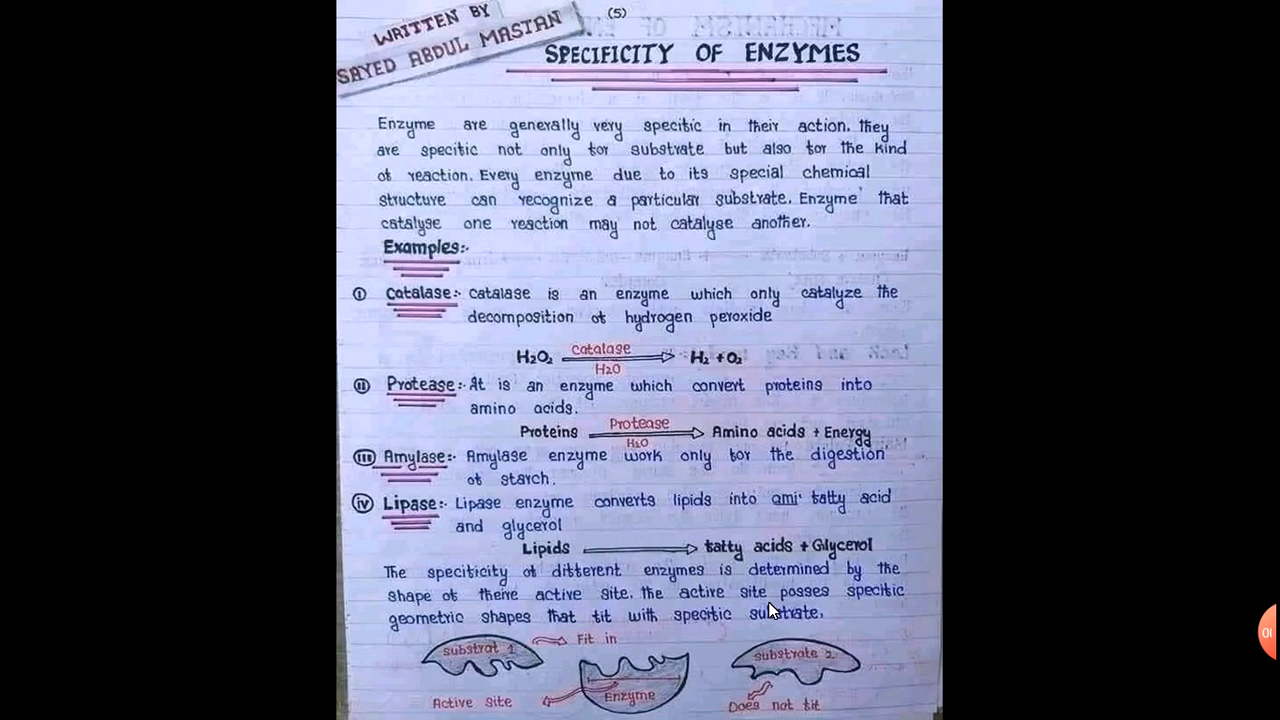 WRITTEN BY
SAYED ABDUL MASTAN
(5)
SPECIFICITY OF ENZYMES
Enzyme are generally very specific in their action. they
are specific not only for substrate but also for the kind
of reaction. Every enzyme due to its special chemical
structure can recognize a particular substrate. Enzyme that
catalyse one reaction may not catalyse another.
Examples:-
(i) Catalase:- Catalase is an enzyme which only catalyze the
decomposition of hydrogen peroxide
H₂O₂ catalase H₂O ⟹ H₂ + O₂
(ii) Protease:- It is an enzyme which convert proteins into
amino acids.
Proteins Protease H₂O ⟹ Amino acids + Energy
(iii) Amylase:- Amylase enzyme work only for the digestion
of starch.
(iv) Lipase:- Lipase enzyme converts lipids into ami fatty acid
and glycerol
Lipids ⟹ fatty acids + Glycerol
The specificity of different enzymes is determined by the
shape of theire active site. the active site posses specific
geometric shapes that fit with specific substrate.
substrat 1 Fit in substrate 2
Active site Enzyme Does not fit